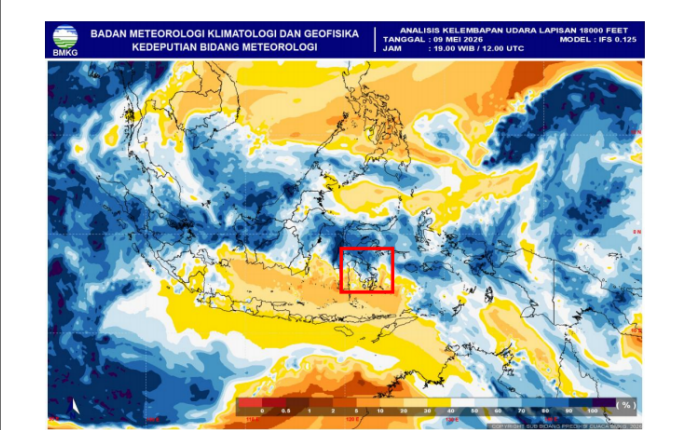 BADAN METEOROLOGI KLIMATOLOGI DAN GEOFISIKA
KEDEPUTIAN BIDANG METEOROLOGI
BMKG
ANALISIS KELEMBAPAN UDARA LAPISAN 18000 FEET
TANGGAL : 09 MEI 2026 MODEL : IFS 0.125
JAM : 19.00 WIB / 12.00 UTC
0 0.5 1 2 5 10 20 30 40 50 60 70 80 90 100 ( % )